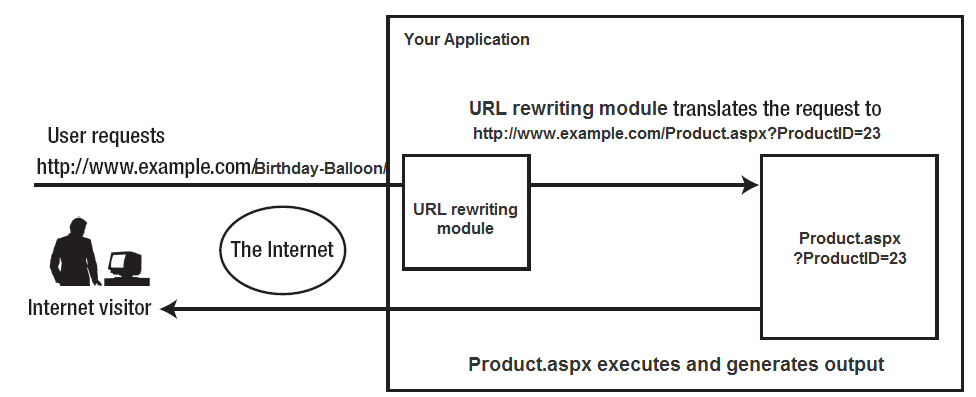 Your Application
URL rewriting module translates the request to
http://www.example.com/Product.aspx?ProductID=23
User requests
http://www.example.com/Birthday-Balloon/
URL rewriting
module
The Internet
Product.aspx
?ProductID=23
Internet visitor
Product.aspx executes and generates output